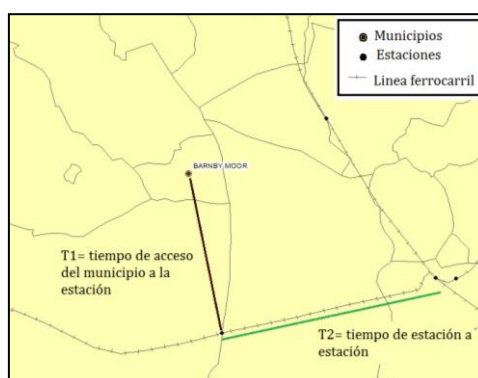 Municipios
Estaciones
Linea ferrocarril
BARNBY MOOR
T1= tiempo de acceso
del municipio a la
estación
T2= tiempo de estación a
estación